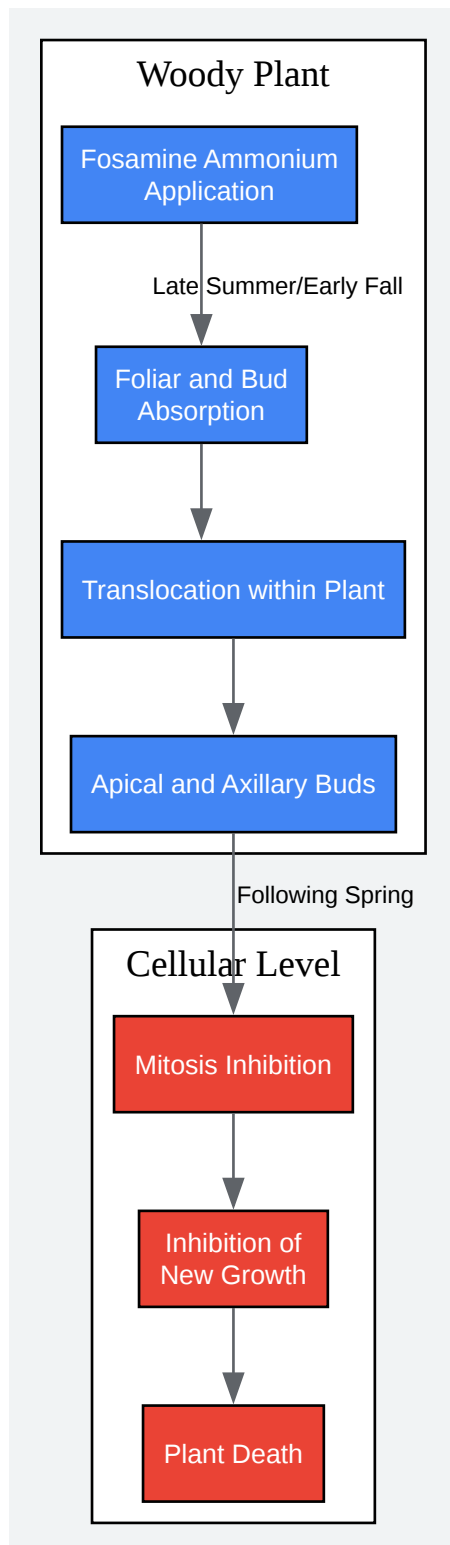 Woody Plant
Fosamine Ammonium
Application
Late Summer/Early Fall
Foliar and Bud
Absorption
Translocation within Plant
Apical and Axillary Buds
Following Spring
Cellular Level
Mitosis Inhibition
Inhibition of
New Growth
Plant Death